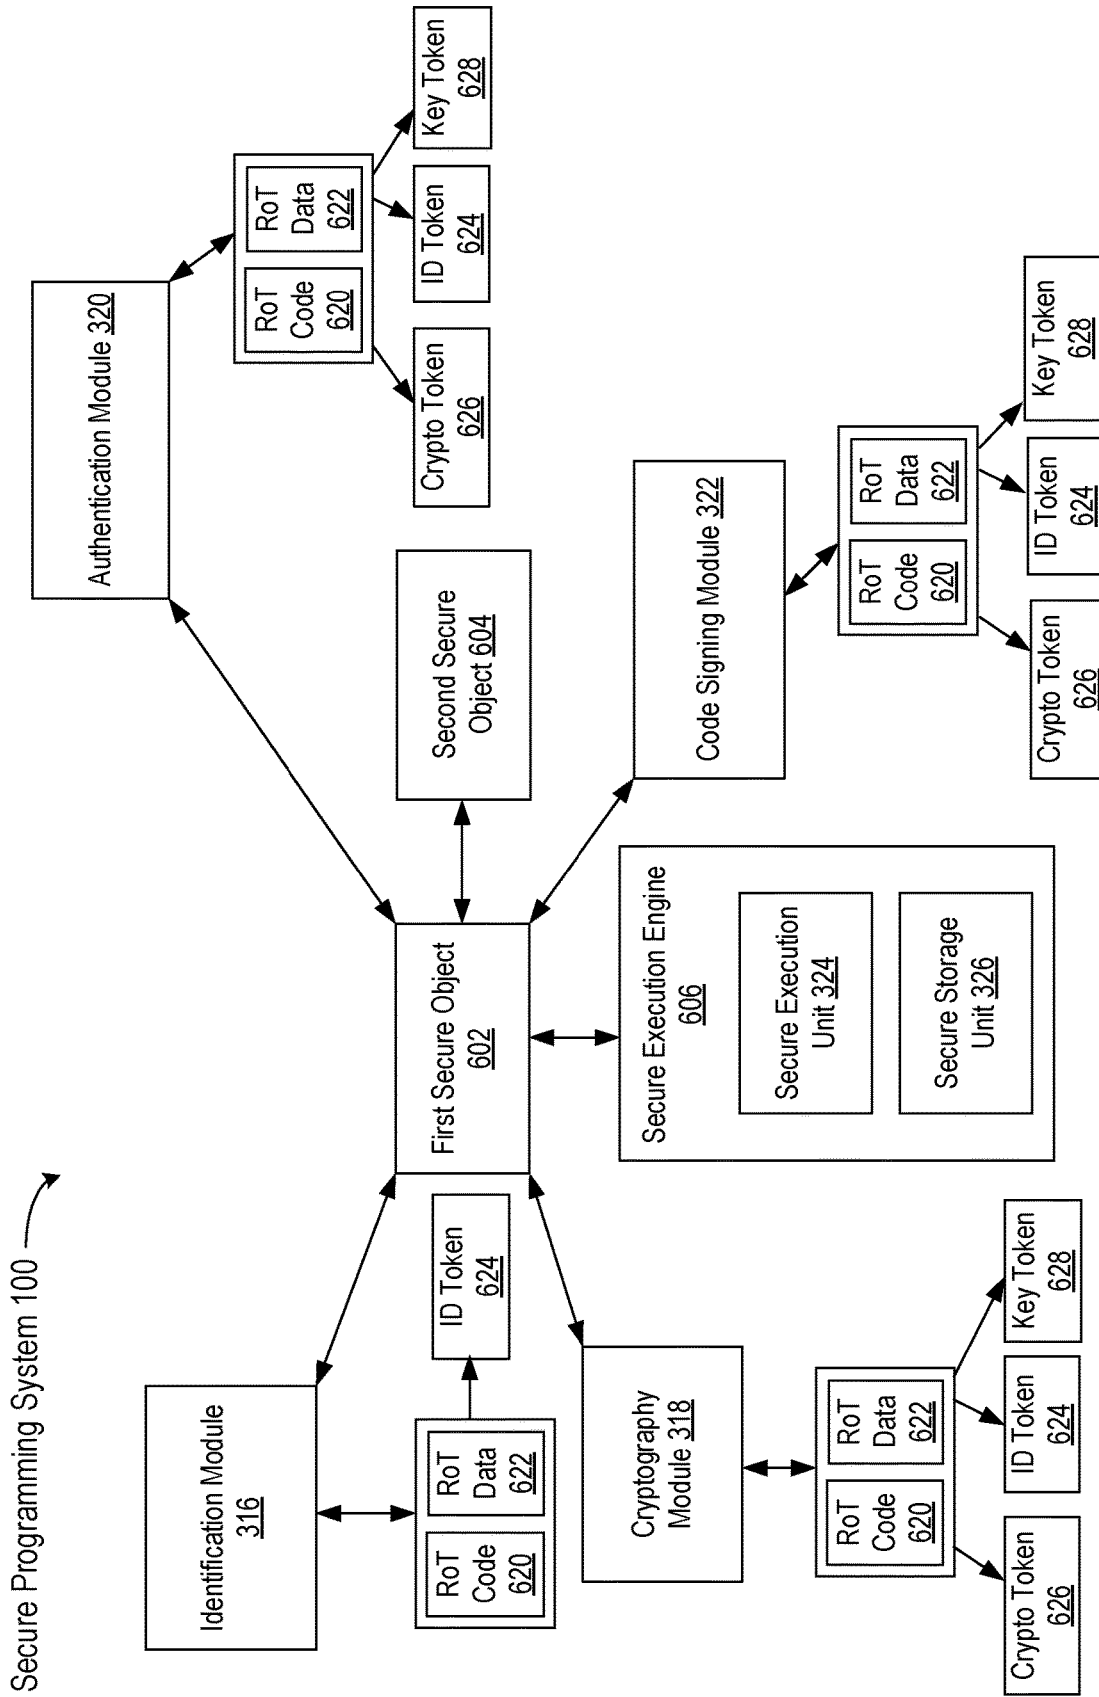 Secure Programming System 100
Identification Module
316
RoT
Code
620
RoT
Data
622
ID Token
624
Cryptography
Module 318
RoT
Code
620
RoT
Data
622
Crypto Token
626
ID Token
624
Key Token
628
First Secure Object
602
Secure Execution Engine
606
Secure Execution
Unit 324
Secure Storage
Unit 326
Second Secure
Object 604
Authentication Module 320
RoT
Code
620
RoT
Data
622
Crypto Token
626
ID Token
624
Key Token
628
Code Signing Module 322
RoT
Code
620
RoT
Data
622
Crypto Token
626
ID Token
624
Key Token
628